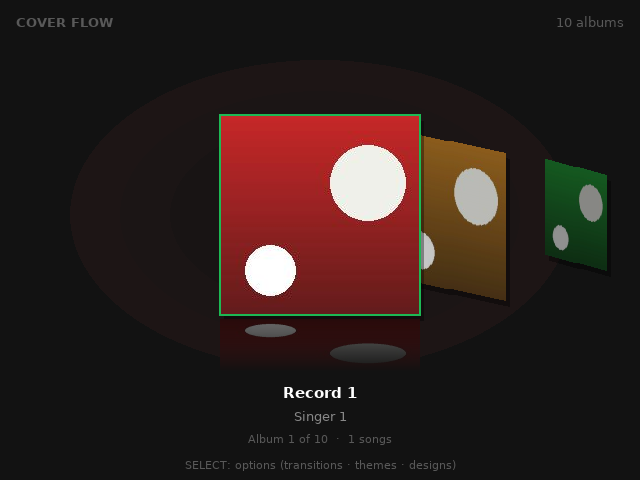 COVER FLOW
10 albums
Record 1
Singer 1
Album 1 of 10 · 1 songs
SELECT: options (transitions · themes · designs)